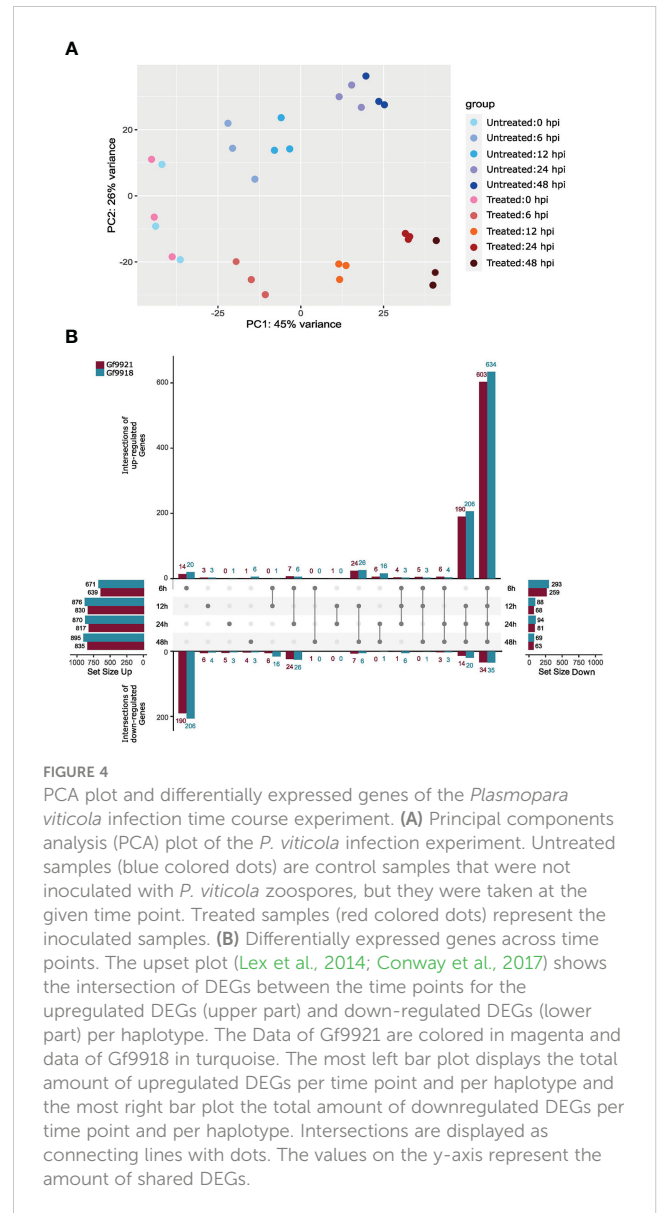 A
group
Untreated:0 hpi
Untreated:6 hpi
Untreated:12 hpi
Untreated:24 hpi
Untreated:48 hpi
Treated:0 hpi
Treated:6 hpi
Treated:12 hpi
Treated:24 hpi
Treated:48 hpi
PC2: 26% variance
20
0
-20
-25 0 25
PC1: 45% variance
B
Gf9921
Gf9918
Intersections of
up-regulated
Genes
600
400
200
0
14 20 3 3 0 1 1 6 0 1 7 6 0 0 1 0 24 26 6 16 4 3 5 3 6 4 190 206 603 634
671
639
876
830
870
817
895
835
6h
12h
24h
48h
6h
12h
24h
48h
293
259
88
68
94
81
69
63
1000 500 0
Set Size Up
0 500 1000
Set Size Down
Intersections of
down-regulated
Genes
0
200
190 206 6 4 5 3 4 3 6 16 24 26 1 0 0 0 7 6 0 1 6 6 1 0 3 3 14 20 34 35
FIGURE 4
PCA plot and differentially expressed genes of the Plasmopara
viticola infection time course experiment. (A) Principal components
analysis (PCA) plot of the P. viticola infection experiment. Untreated
samples (blue colored dots) are control samples that were not
inoculated with P. viticola zoospores, but they were taken at the
given time point. Treated samples (red colored dots) represent the
inoculated samples. (B) Differentially expressed genes across time
points. The upset plot (Lex et al., 2014; Conway et al., 2017) shows
the intersection of DEGs between the time points for the
upregulated DEGs (upper part) and down-regulated DEGs (lower
part) per haplotype. The Data of Gf9921 are colored in magenta and
data of Gf9918 in turquoise. The most left bar plot displays the total
amount of upregulated DEGs per time point and per haplotype and
the most right bar plot the total amount of downregulated DEGs per
time point and per haplotype. Intersections are displayed as
connecting lines with dots. The values on the y-axis represent the
amount of shared DEGs.